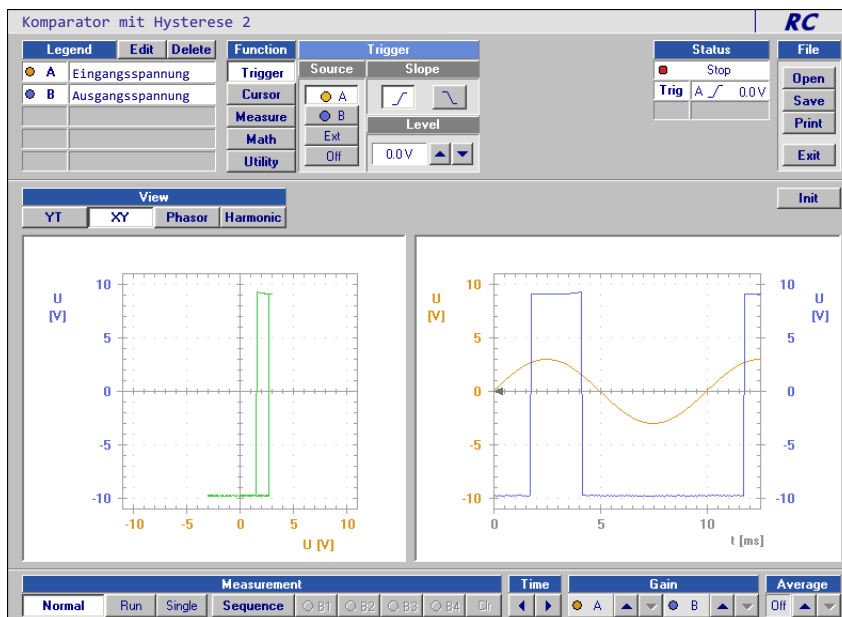 Komparator mit Hysterese 2
RC
Legend Edit Delete
A Eingangsspannung
B Ausgangsspannung
Function
Trigger
Cursor
Measure
Math
Utility
Trigger
Source
A
B
Ext
Off
Slope
Level
0.0 V
Status
Stop
Trig A 0.0 V
File
Open
Save
Print
Exit
View
YT XY Phasor Harmonic
Init
U
[V]
10
5
0
-5
-10
-10 -5 0 5 10
U [V]
U
[V]
10
5
0
-5
-10
0 5 10
t [ms]
10
5
0
-5
-10
U
[V]
Measurement
Normal Run Single Sequence B1 B2 B3 B4 Clr
Time
Gain
A B
Average
Off